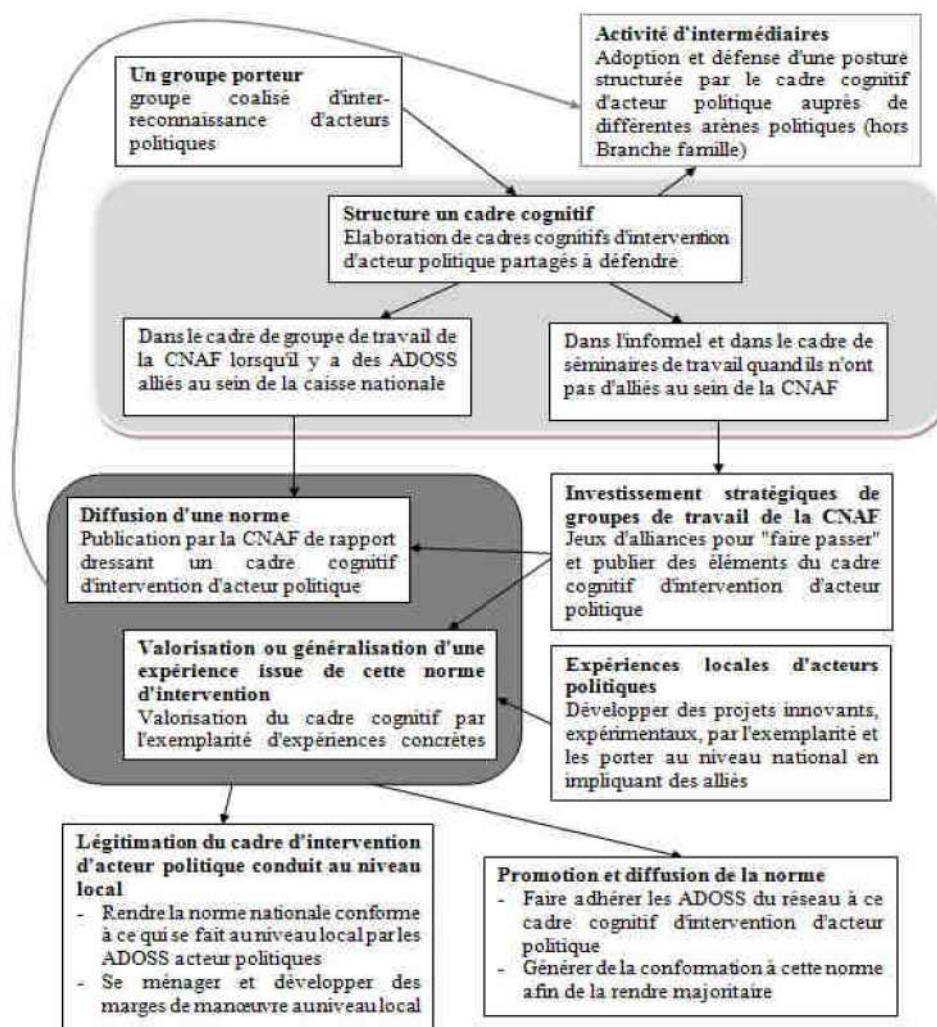 Un groupe porteur
groupe coalisé d'inter-
reconnaissance d'acteurs
politiques
Activité d'intermédiaires
Adoption et défense d'une posture
structurée par le cadre cognitif
d'acteur politique auprès de
différentes arènes politiques (hors
Branche famille)
Structure un cadre cognitif
Elaboration de cadres cognitifs d'intervention
d'acteur politique partagés à défendre
Dans le cadre de groupe de travail de
la CNAF lorsqu'il y a des ADOSS
alliés au sein de la caisse nationale
Dans l'informel et dans le cadre de
séminaires de travail quand ils n'ont
pas d'alliés au sein de la CNAF
Diffusion d'une norme
Publication par la CNAF de rapport
dressant un cadre cognitif
d'intervention d'acteur politique
Investissement stratégiques de
groupes de travail de la CNAF
Jeux d'alliances pour "faire passer"
et publier des éléments du cadre
cognitif d'intervention d'acteur
politique
Valorisation ou généralisation d'une
expérience issue de cette norme
d'intervention
Valorisation du cadre cognitif par
l'exemplarité d'expériences concrètes
Expériences locales d'acteurs
politiques
Développer des projets innovants,
expérimentaux, par l'exemplarité et
les porter au niveau national en
impliquant des alliés
Légitimation du cadre d'intervention
d'acteur politique conduit au niveau
local
- Rendre la norme nationale conforme
à ce qui se fait au niveau local par les
ADOSS acteur politiques
- Se ménager et développer des
marges de manœuvre au niveau local
Promotion et diffusion de la norme
- Faire adhérer les ADOSS du réseau à ce
cadre cognitif d'intervention d'acteur
politique
- Générer de la conformation à cette norme
afin de la rendre majoritaire